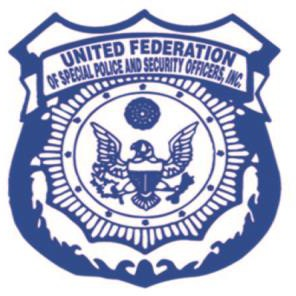 UNITED FEDERATION
OF SPECIAL POLICE AND SECURITY OFFICERS, INC.